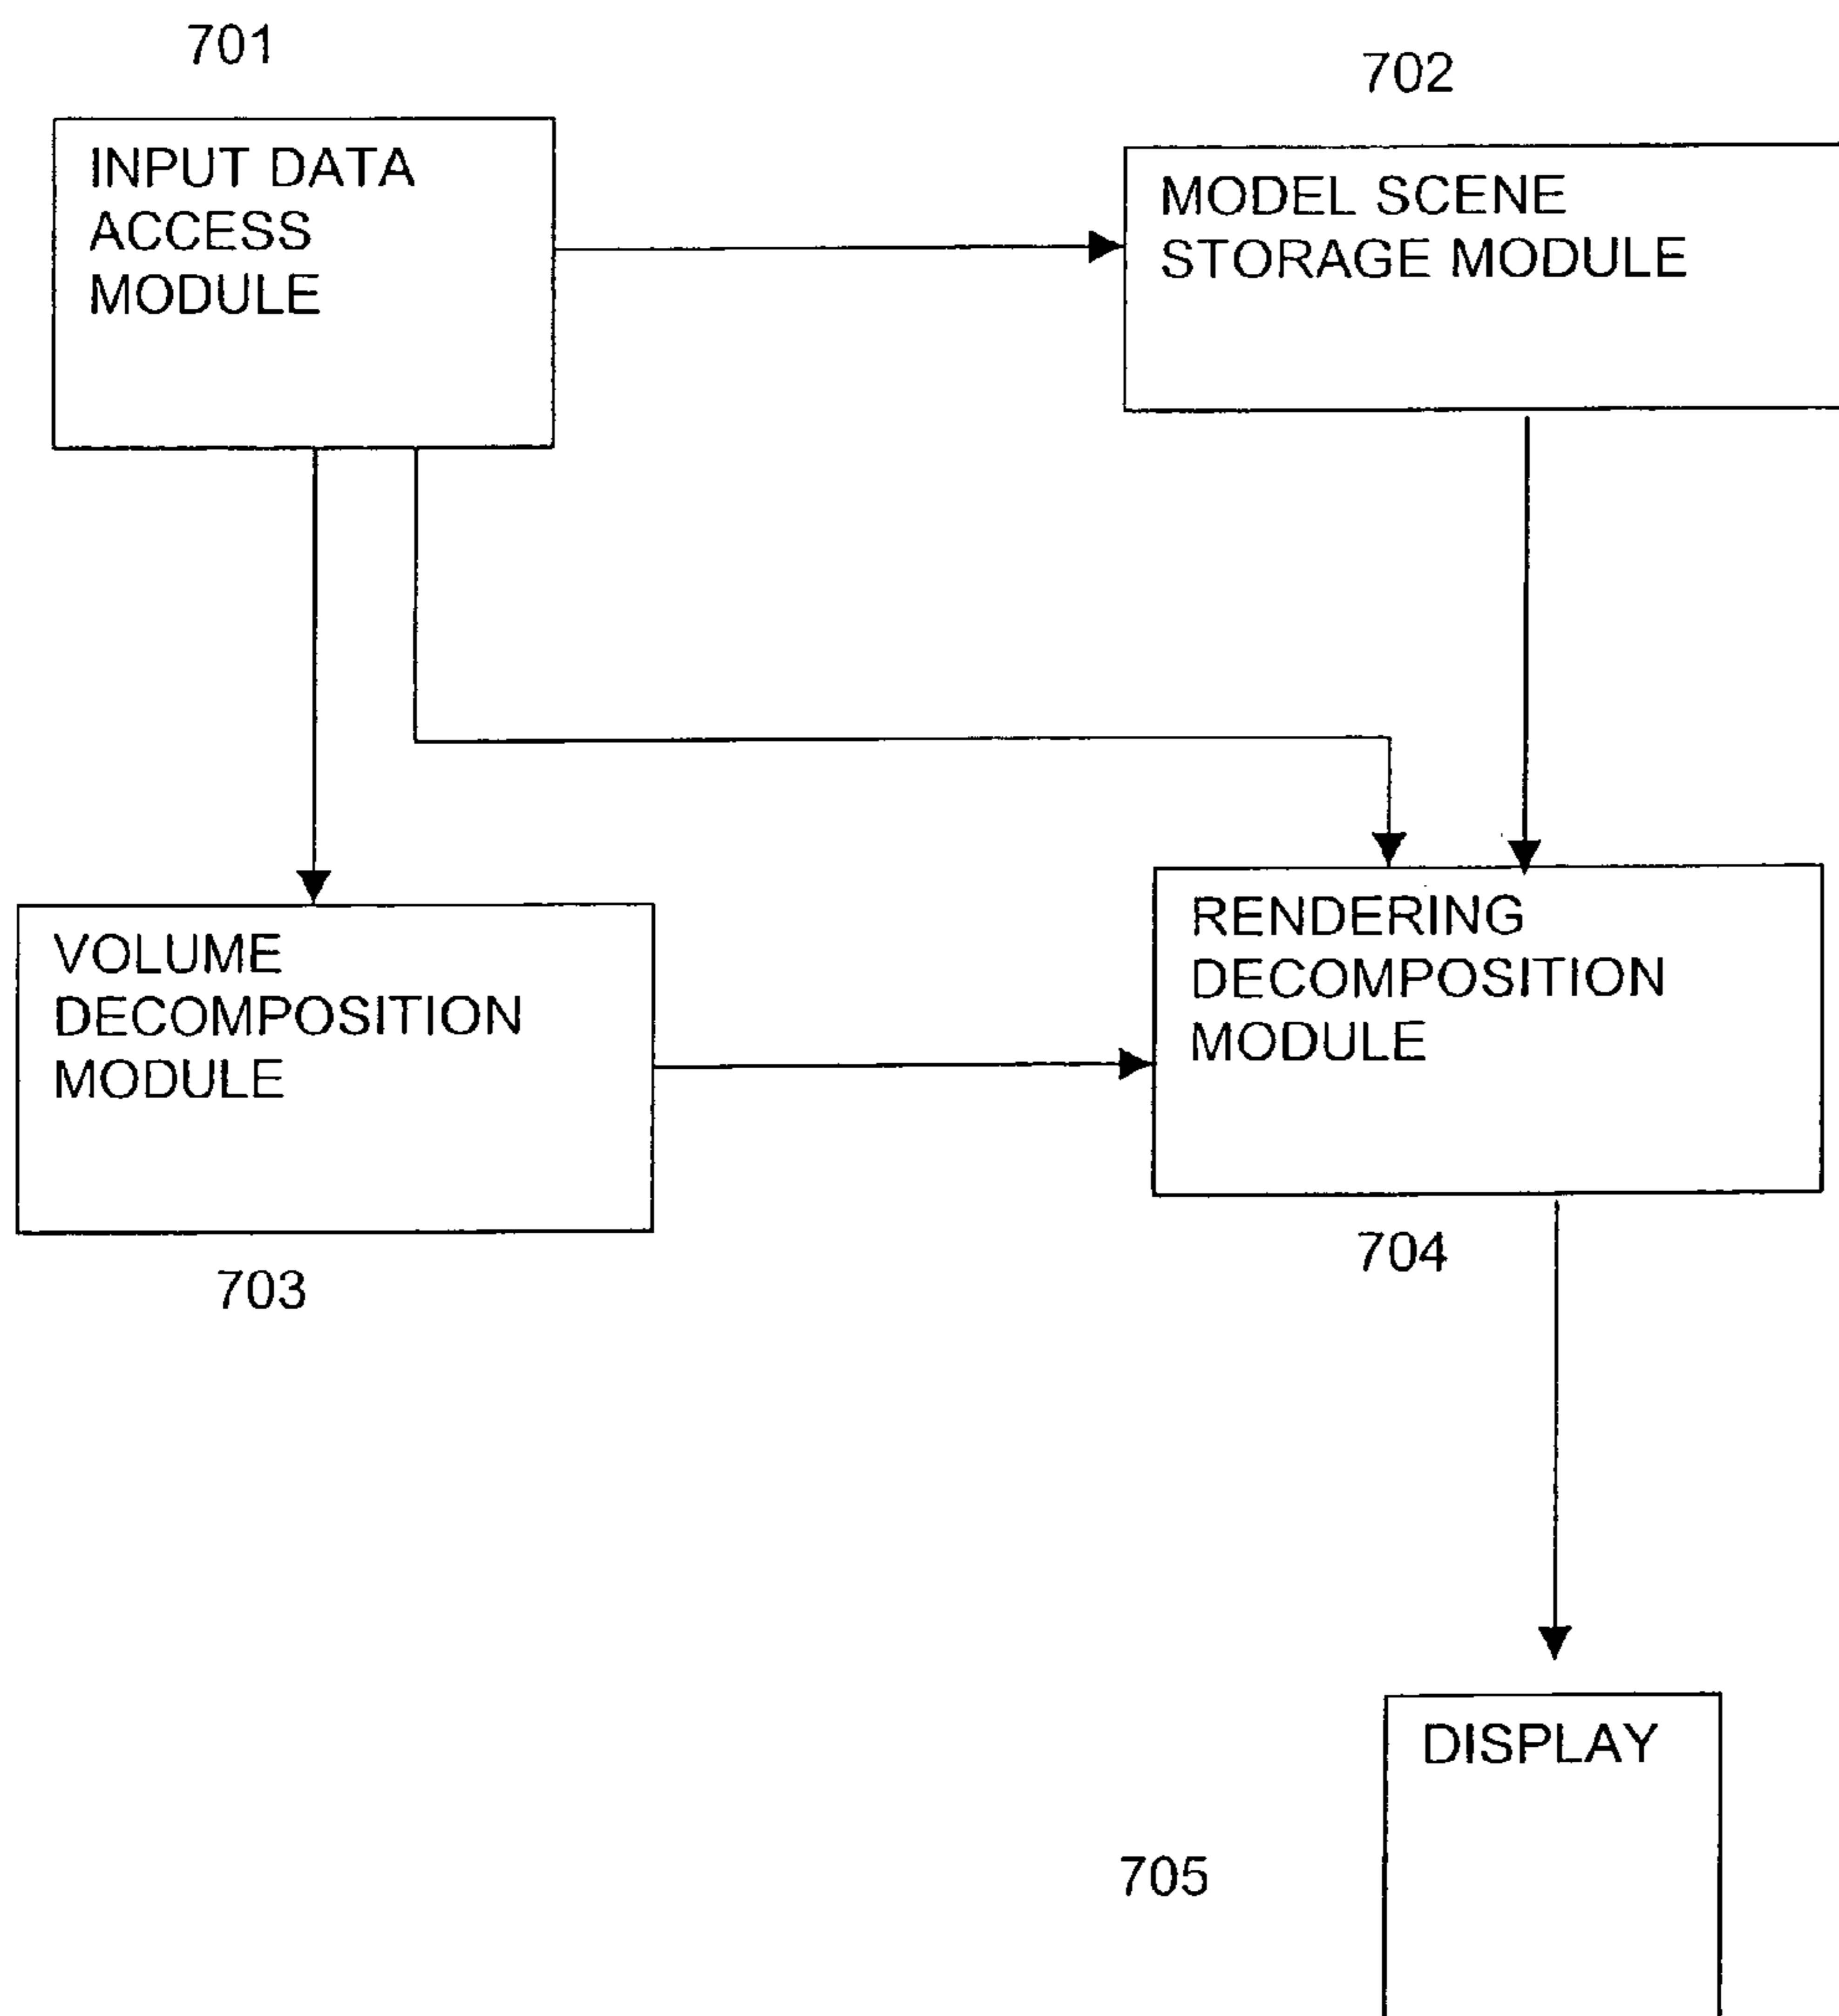 701
INPUT DATA
ACCESS
MODULE
702
MODEL SCENE
STORAGE MODULE
VOLUME
DECOMPOSITION
MODULE
703
RENDERING
DECOMPOSITION
MODULE
704
DISPLAY
705